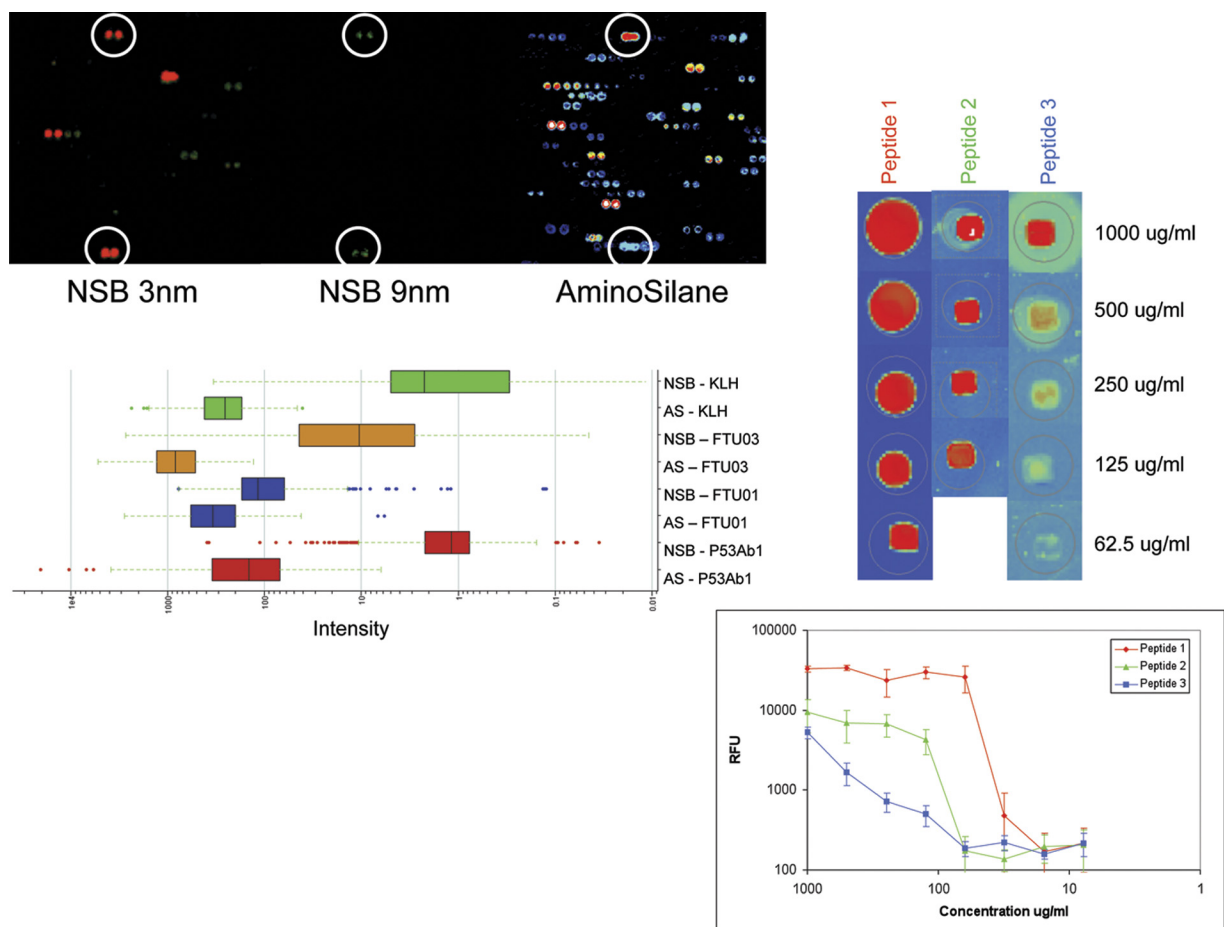 NSB 3nm
NSB 9nm
AminoSilane
NSB - KLH
AS - KLH
NSB – FTU03
AS – FTU03
NSB – FTU01
AS – FTU01
NSB - P53Ab1
AS - P53Ab1
1e4
1000
100
10
1
0.1
0.01
Intensity
Peptide 1
Peptide 2
Peptide 3
1000 ug/ml
500 ug/ml
250 ug/ml
125 ug/ml
62.5 ug/ml
100000
10000
1000
100
RFU
Peptide 1
Peptide 2
Peptide 3
1000
100
10
1
Concentration ug/ml